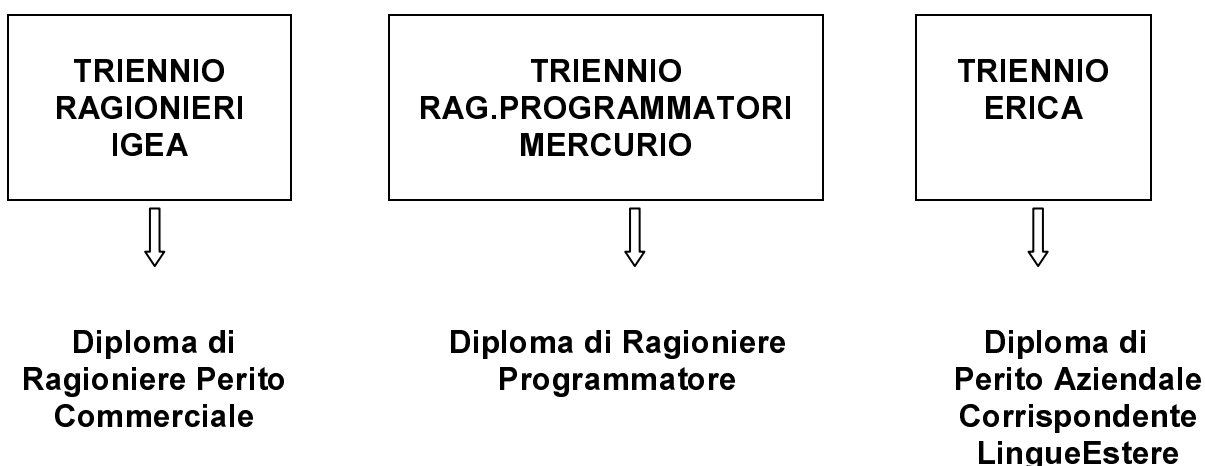 TRIENNIO
RAGIONIERI
IGEA
TRIENNIO
RAG.PROGRAMMATORI
MERCURIO
TRIENNIO
ERICA
Diploma di
Ragioniere Perito
Commerciale
Diploma di Ragioniere
Programmatore
Diploma di
Perito Aziendale
Corrispondente
LingueEstere